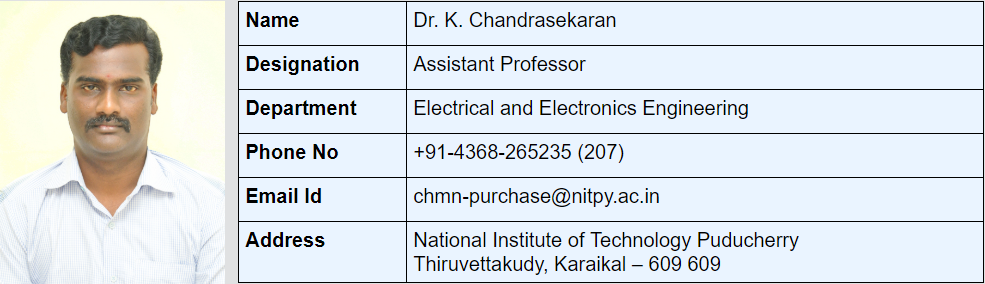 Name Dr. K. Chandrasekaran
Designation Assistant Professor
Department Electrical and Electronics Engineering
Phone No +91-4368-265235 (207)
Email Id chmn-purchase@nitpy.ac.in
Address National Institute of Technology Puducherry
Thiruvettakudy, Karaikal – 609 609